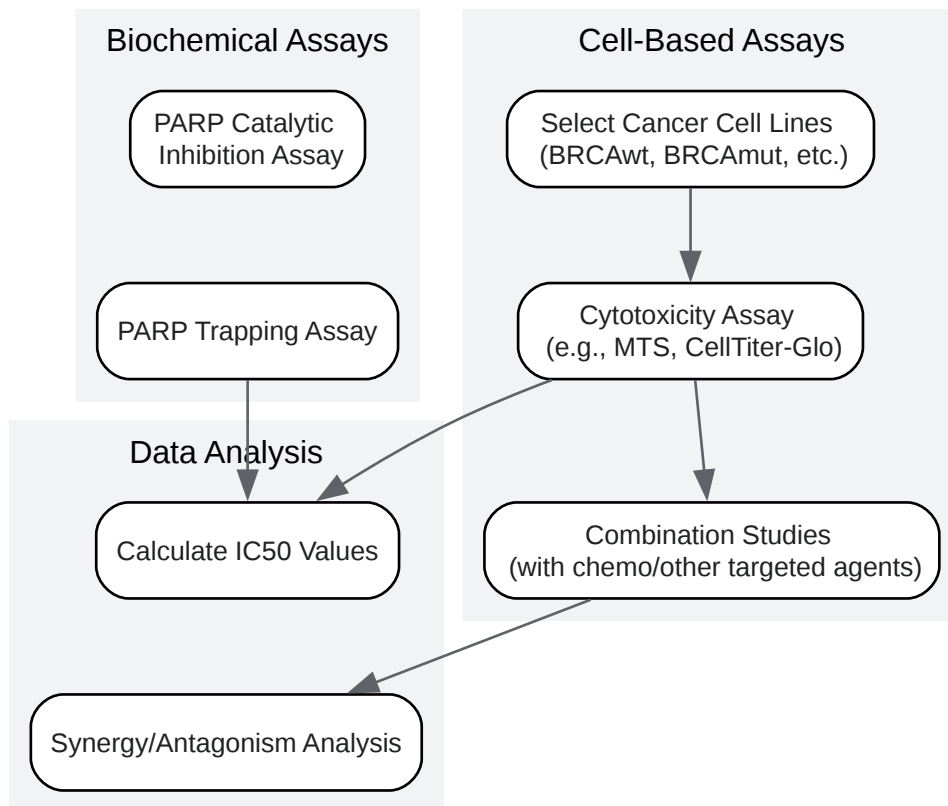 Biochemical Assays
PARP Catalytic
Inhibition Assay
PARP Trapping Assay
Cell-Based Assays
Select Cancer Cell Lines
(BRCAwt, BRCAmut, etc.)
Cytotoxicity Assay
(e.g., MTS, CellTiter-Glo)
Combination Studies
(with chemo/other targeted agents)
Data Analysis
Calculate IC50 Values
Synergy/Antagonism Analysis